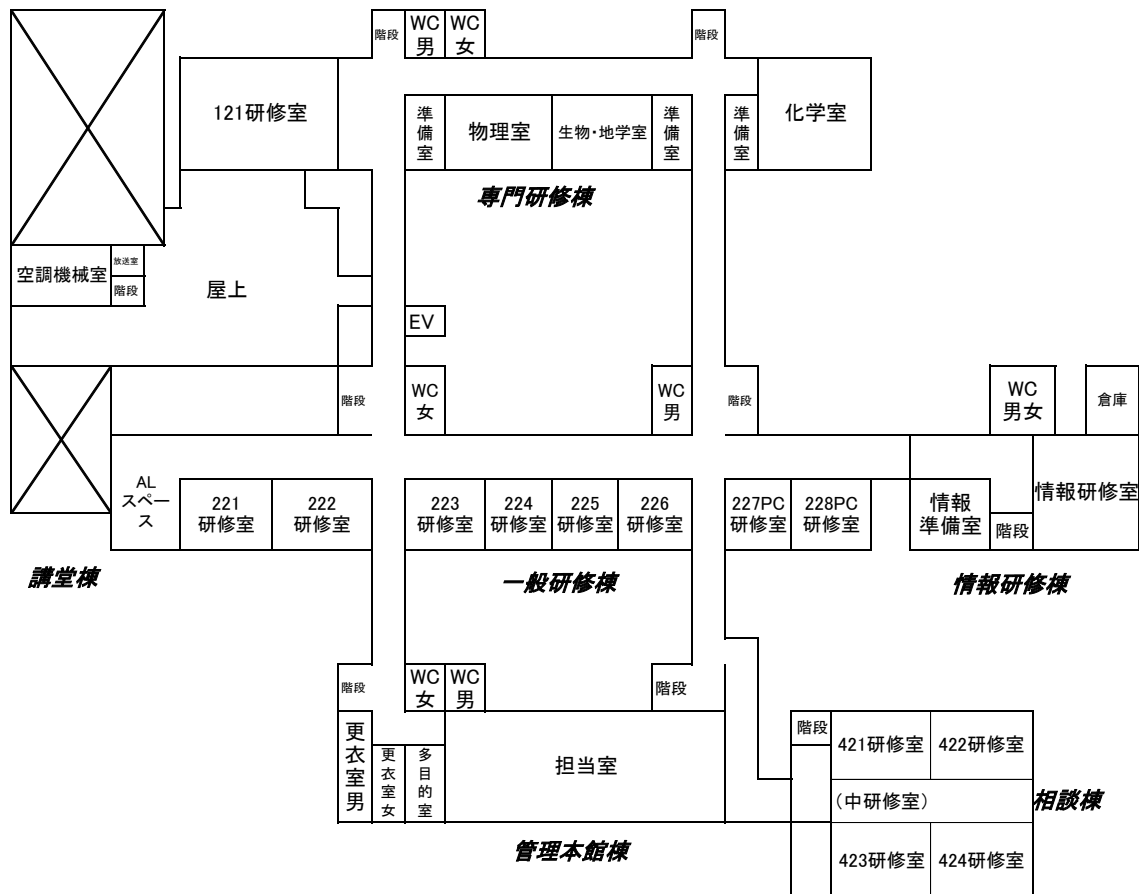 階段
WC
男
WC
女
階段
121研修室
準
備
室
物理室
生物・地学室
準
備
室
準
備
室
化学室
専門研修棟
空調機械室
放送室
階段
屋上
EV
階段
WC
女
WC
男
階段
WC
男女
倉庫
AL
スペー
ス
221
研修室
222
研修室
223
研修室
224
研修室
225
研修室
226
研修室
227PC
研修室
228PC
研修室
情報
準備室
階段
情報研修室
講堂棟
一般研修棟
情報研修棟
階段
WC
女
WC
男
階段
更
衣
室
男
更
衣
室
女
多
目
的
室
担当室
階段
421研修室
422研修室
(中研修室)
相談棟
423研修室
424研修室
管理本館棟